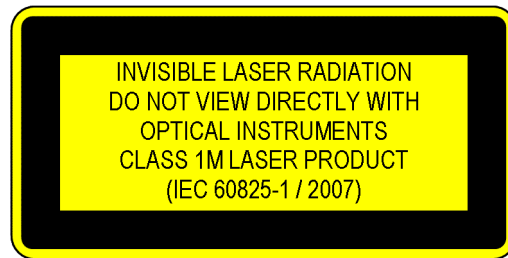 INVISIBLE LASER RADIATION
DO NOT VIEW DIRECTLY WITH
OPTICAL INSTRUMENTS
CLASS 1M LASER PRODUCT
(IEC 60825-1 / 2007)